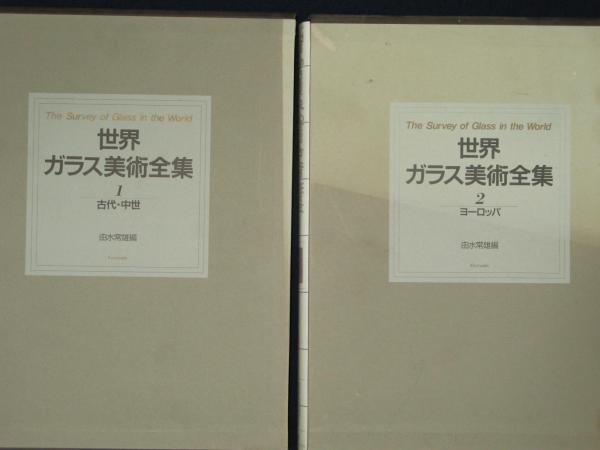 The Survey of Glass in the World
世界
ガラス美術全集
1
古代・中世
由水常雄編
The Survey of Glass in the World
世界
ガラス美術全集
2
ヨーロッパ
由水常雄編